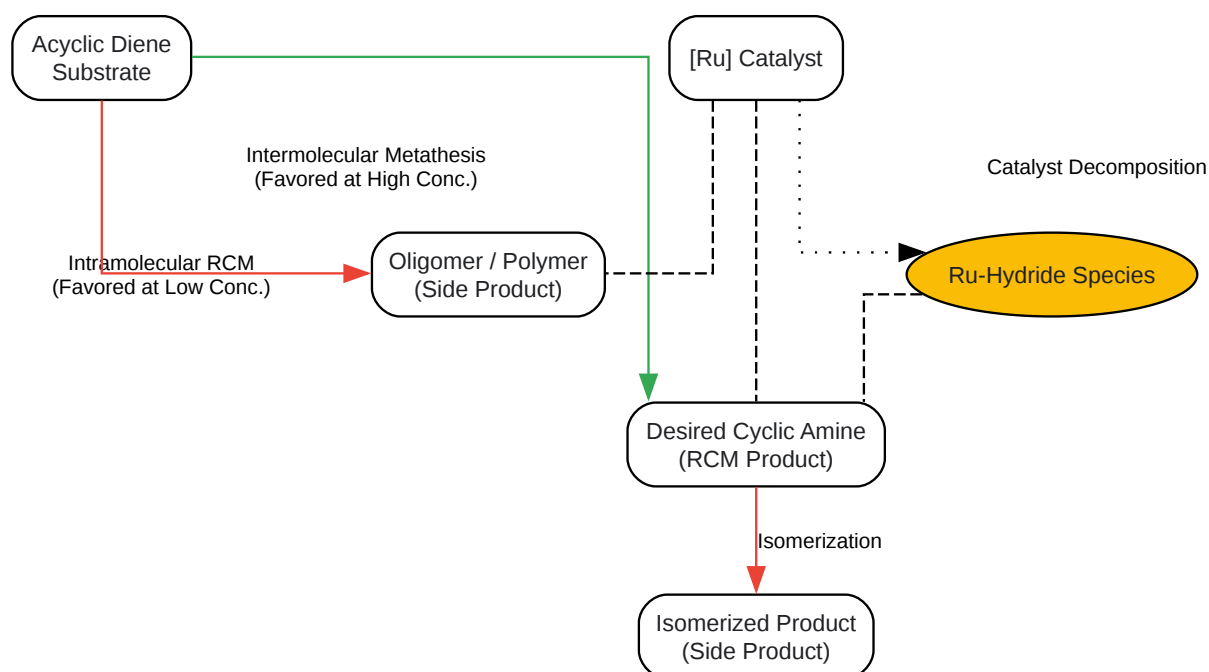 Acyclic Diene
Substrate
[Ru] Catalyst
Intermolecular Metathesis
(Favored at High Conc.)
Catalyst Decomposition
Intramolecular RCM
(Favored at Low Conc.)
Oligomer / Polymer
(Side Product)
Ru-Hydride Species
Desired Cyclic Amine
(RCM Product)
Isomerization
Isomerized Product
(Side Product)